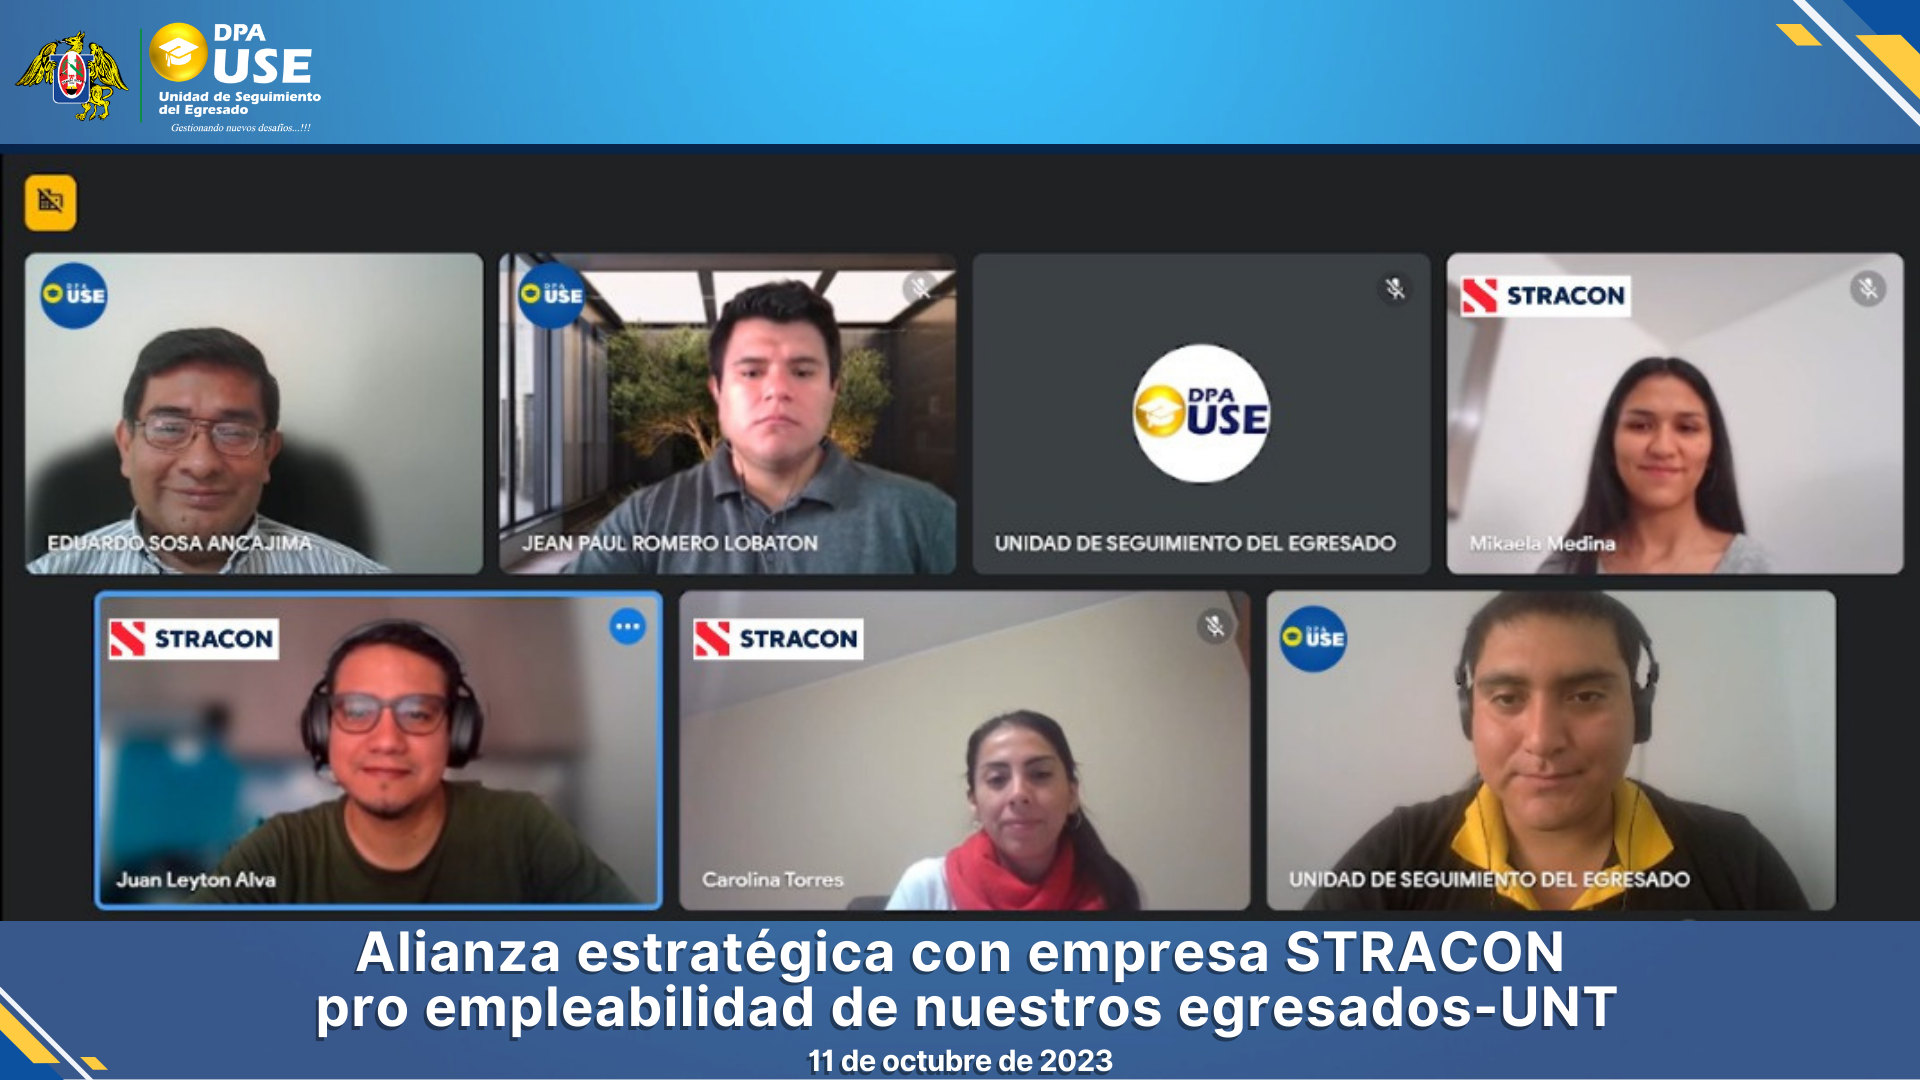 DPA
USE
Unidad de Seguimiento
del Egresado
Gestionando nuevos desafíos...!!!
DPA
USE
EDUARDO SOSA ANCAJIMA
DPA
USE
JEAN PAUL ROMERO LOBATON
DPA
USE
UNIDAD DE SEGUIMIENTO DEL EGRESADO
STRACON
Mikaela Medina
STRACON
Juan Leyton Alva
STRACON
Carolina Torres
DPA
USE
UNIDAD DE SEGUIMIENTO DEL EGRESADO
Alianza estratégica con empresa STRACON
pro empleabilidad de nuestros egresados-UNT
11 de octubre de 2023